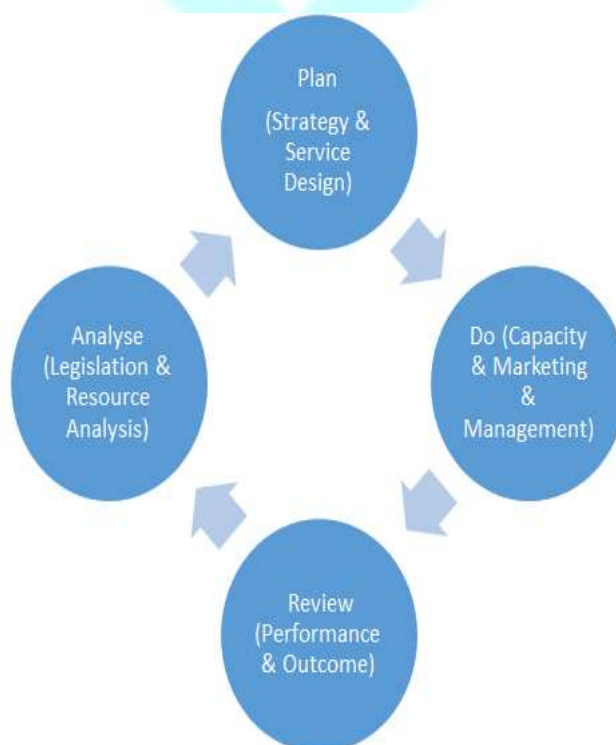 Plan
(Strategy &
Service
Design)
Do (Capacity
& Marketing
&
Management)
Review
(Performance
& Outcome)
Analyse
(Legislation &
Resource
Analysis)